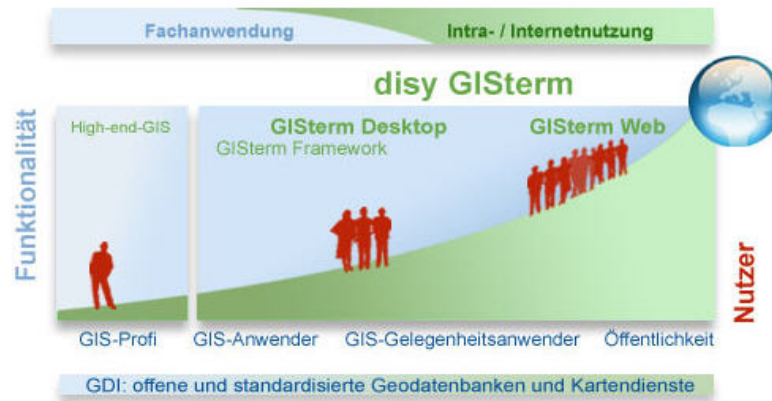 Fachanwendung
Intra- / Internetnutzung
disy GISterm
Funktionalität
High-end-GIS
GISterm Desktop
GISterm Web
GISterm Framework
Nutzer
GIS-Profi
GIS-Anwender
GIS-Gelegenheitsanwender
Öffentlichkeit
GDI: offene und standardisierte Geodatenbanken und Kartendienste